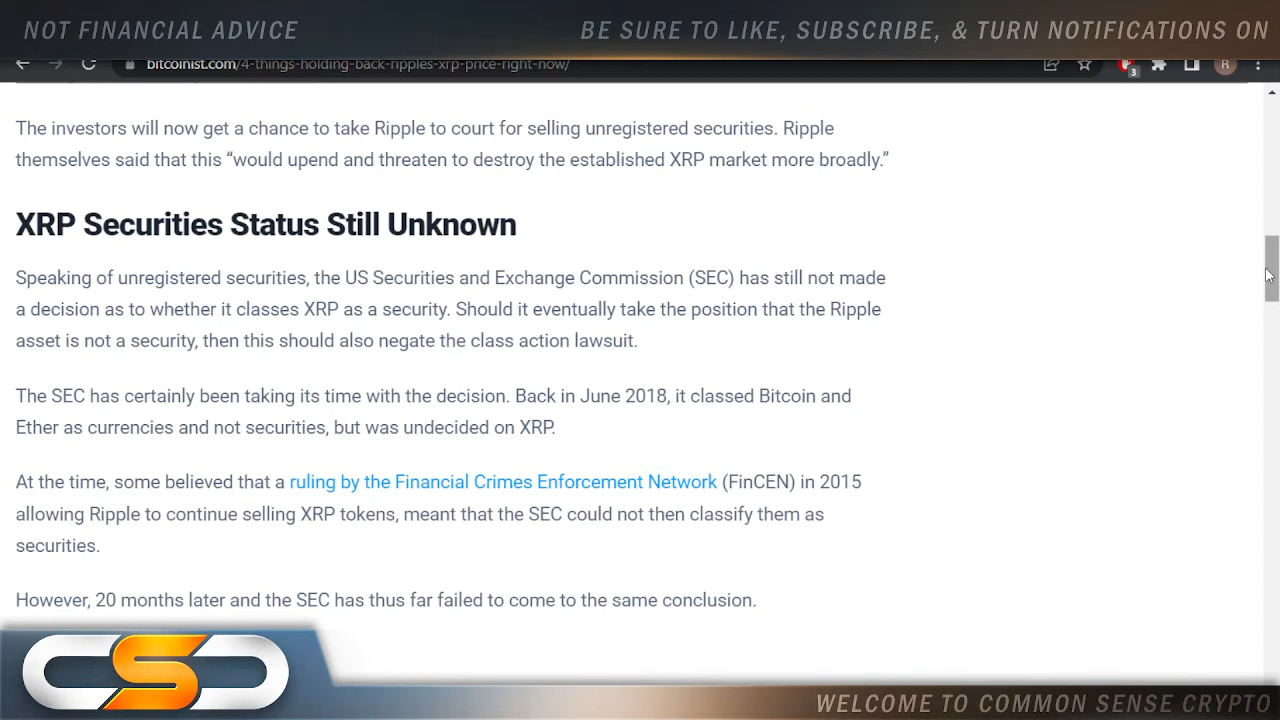 NOT FINANCIAL ADVICE
BE SURE TO LIKE, SUBSCRIBE, & TURN NOTIFICATIONS ON
bitcoinist.com/4-things-holding-back-ripples-xrp-price-right-now/
3
R
The investors will now get a chance to take Ripple to court for selling unregistered securities. Ripple
themselves said that this “would upend and threaten to destroy the established XRP market more broadly.”
XRP Securities Status Still Unknown
Speaking of unregistered securities, the US Securities and Exchange Commission (SEC) has still not made
a decision as to whether it classes XRP as a security. Should it eventually take the position that the Ripple
asset is not a security, then this should also negate the class action lawsuit.
The SEC has certainly been taking its time with the decision. Back in June 2018, it classed Bitcoin and
Ether as currencies and not securities, but was undecided on XRP.
At the time, some believed that a ruling by the Financial Crimes Enforcement Network (FinCEN) in 2015
allowing Ripple to continue selling XRP tokens, meant that the SEC could not then classify them as
securities.
However, 20 months later and the SEC has thus far failed to come to the same conclusion.
CSC
WELCOME TO COMMON SENSE CRYPTO